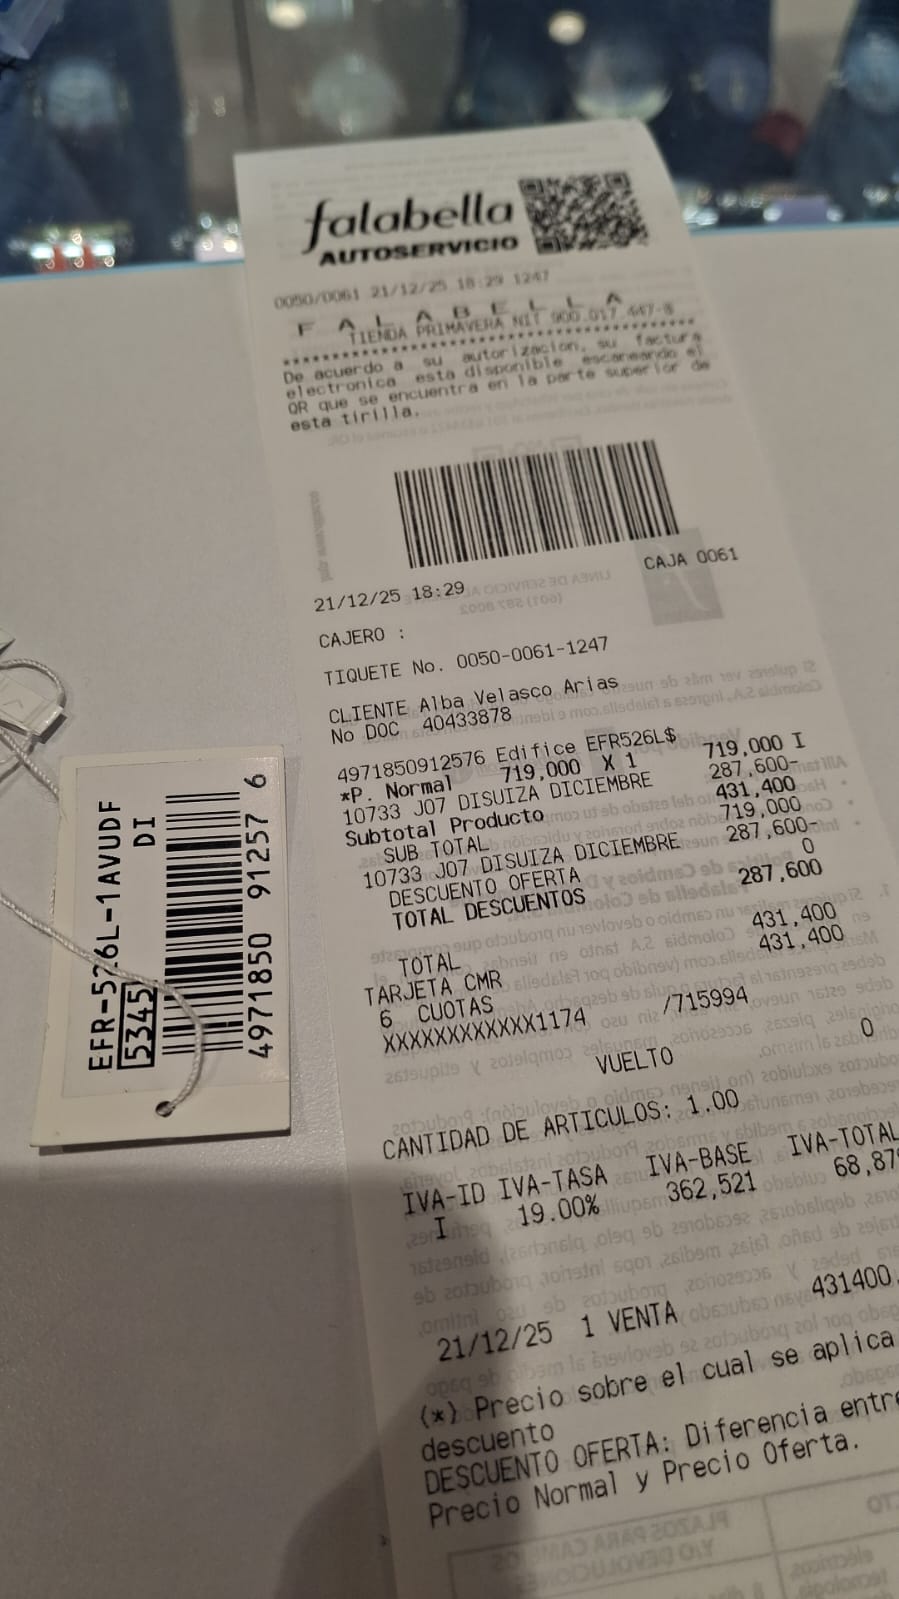 falabella
AUTOSERVICIO
0050/0061 21/12/25 18:29 1247
F A L A B E L L A
TIENDA PRIMAVERA NIT 900.017.447-8
De acuerdo a su autorizacion, su factura
electronica esta disponible escaneando el
QR que se encuentra en la parte superior de
esta tirilla.
CAJA 0061
21/12/25 18:29
CAJERO :
TIQUETE No. 0050-0061-1247
CLIENTE Alba Velasco Arias
No DOC 40433878
4971850912576 Edifice EFR526L$
*P. Normal 719,000 X 1 719,000 I
10733 J07 DISUIZA DICIEMBRE 287,600-
Subtotal Producto 431,400
SUB TOTAL 719,000
10733 J07 DISUIZA DICIEMBRE 287,600-
DESCUENTO OFERTA 0
TOTAL DESCUENTOS 287,600
TOTAL 431,400
TARJETA CMR 431,400
6 CUOTAS
XXXXXXXXXXXX1174 /715994
VUELTO 0
CANTIDAD DE ARTICULOS: 1.00
IVA-ID IVA-TASA IVA-BASE IVA-TOTAL
I 19.00% 362,521 68,87
21/12/25 1 VENTA 431400.
(*) Precio sobre el cual se aplica
descuento
DESCUENTO OFERTA: Diferencia entre
Precio Normal y Precio Oferta.
EFR-526L-1AVUDF
DI
5345
4971850 91257 6